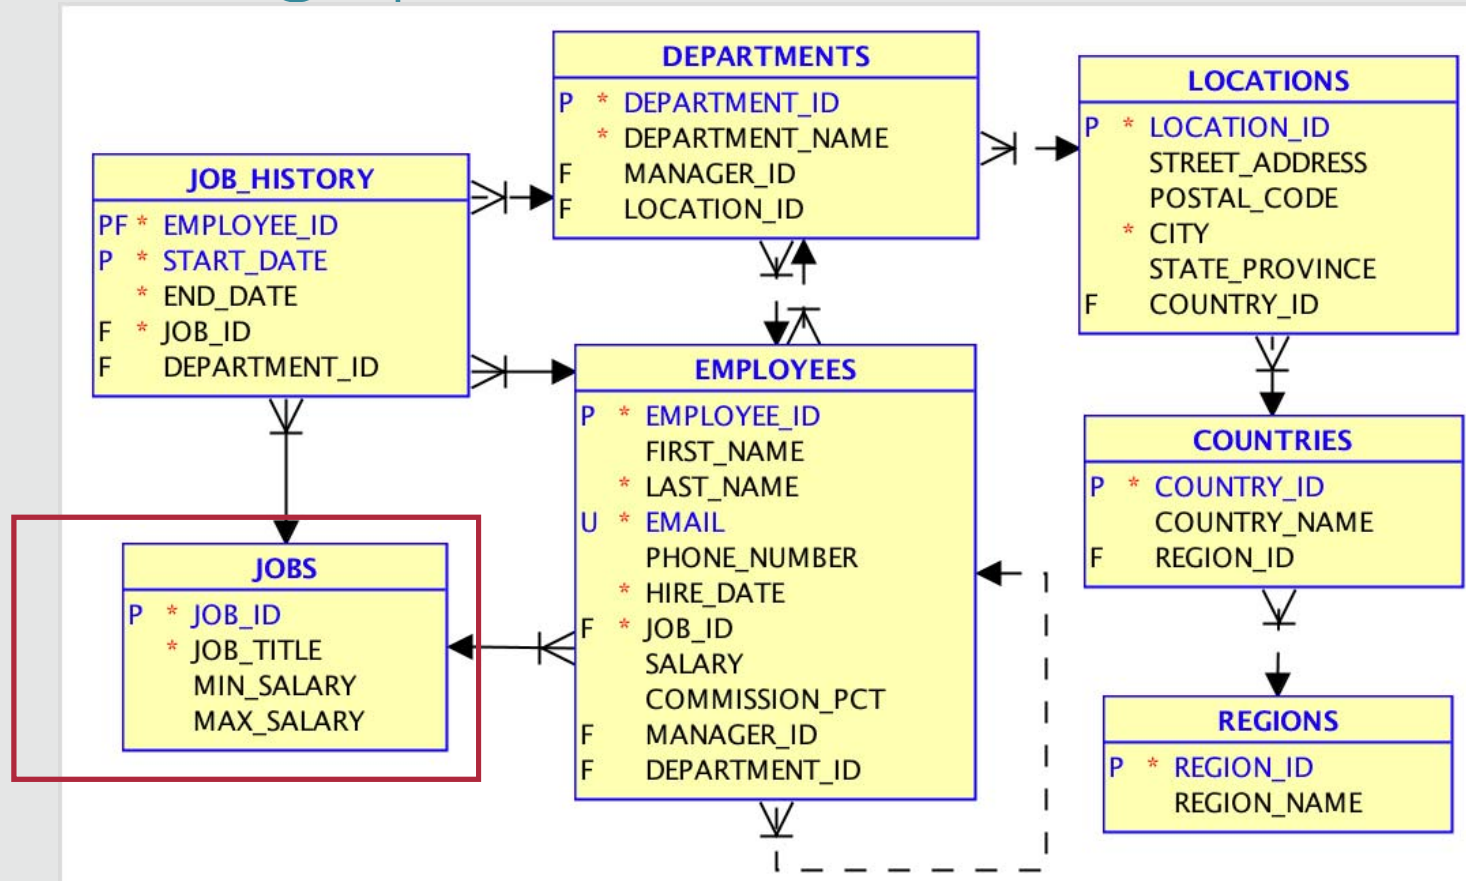 DEPARTMENTS
P * DEPARTMENT_ID
* DEPARTMENT_NAME
F MANAGER_ID
F LOCATION_ID
LOCATIONS
P * LOCATION_ID
STREET_ADDRESS
POSTAL_CODE
* CITY
STATE_PROVINCE
F COUNTRY_ID
JOB_HISTORY
PF * EMPLOYEE_ID
P * START_DATE
* END_DATE
F * JOB_ID
F DEPARTMENT_ID
EMPLOYEES
P * EMPLOYEE_ID
FIRST_NAME
* LAST_NAME
U * EMAIL
PHONE_NUMBER
* HIRE_DATE
F * JOB_ID
SALARY
COMMISSION_PCT
F MANAGER_ID
F DEPARTMENT_ID
COUNTRIES
P * COUNTRY_ID
COUNTRY_NAME
F REGION_ID
JOBS
P * JOB_ID
* JOB_TITLE
MIN_SALARY
MAX_SALARY
REGIONS
P * REGION_ID
REGION_NAME